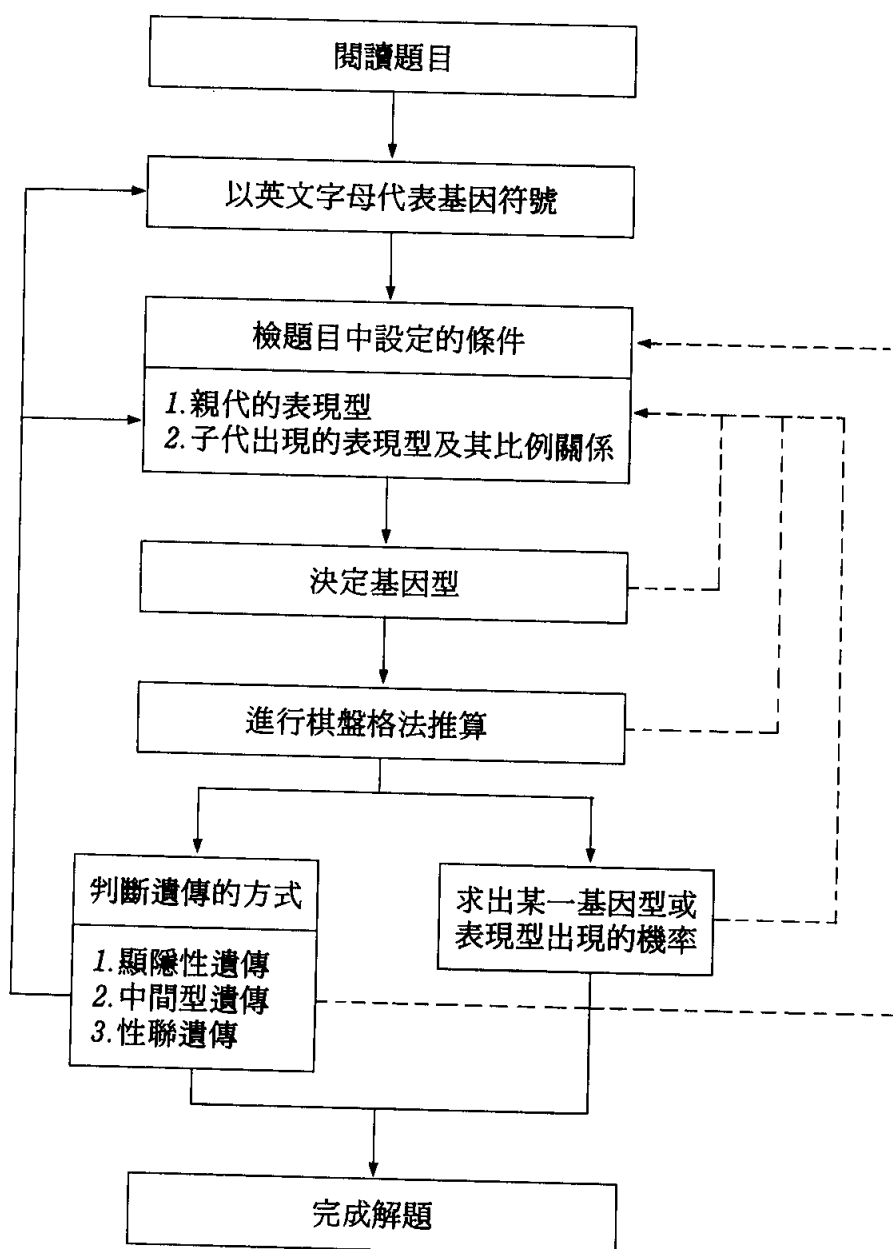 閱讀題目
以英文字母代表基因符號
檢題目中設定的條件
1.親代的表現型
2.子代出現的表現型及其比例關係
決定基因型
進行棋盤格法推算
判斷遺傳的方式
1.顯隱性遺傳
2.中間型遺傳
3.性聯遺傳
求出某一基因型或
表現型出現的機率
完成解題